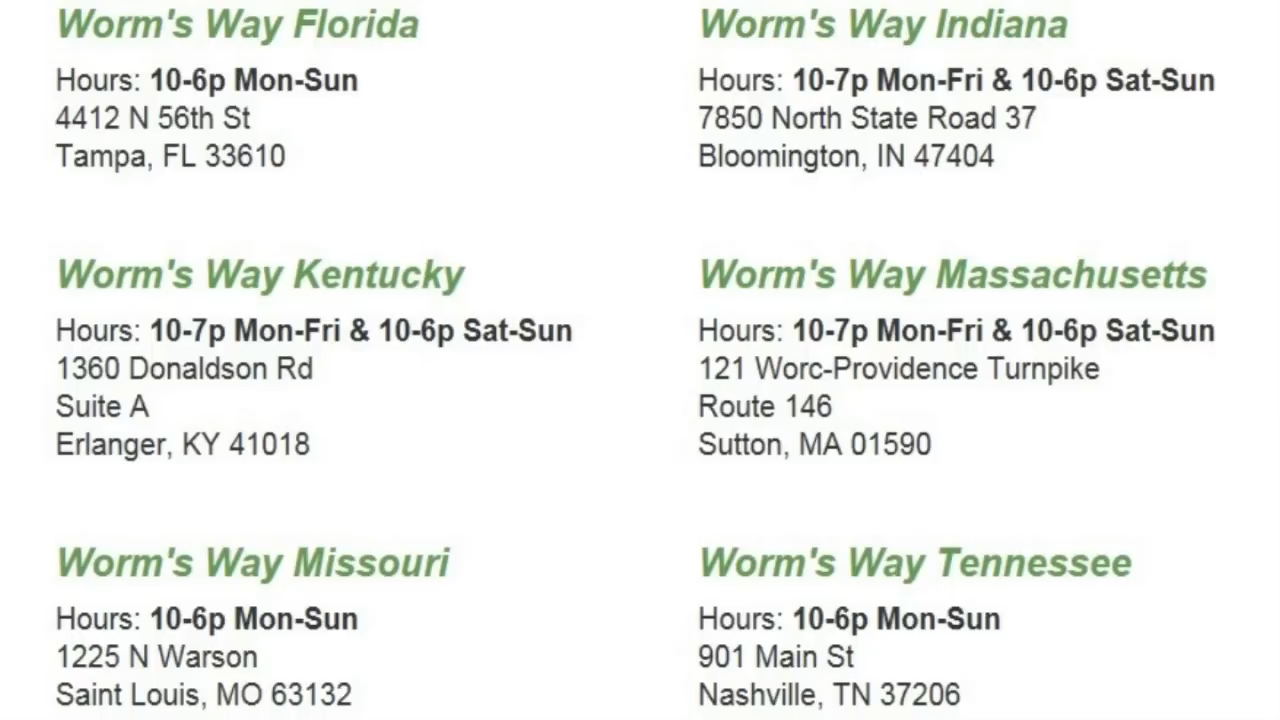 Worm's Way Florida
Hours: 10-6p Mon-Sun
4412 N 56th St
Tampa, FL 33610
Worm's Way Indiana
Hours: 10-7p Mon-Fri & 10-6p Sat-Sun
7850 North State Road 37
Bloomington, IN 47404
Worm's Way Kentucky
Hours: 10-7p Mon-Fri & 10-6p Sat-Sun
1360 Donaldson Rd
Suite A
Erlanger, KY 41018
Worm's Way Massachusetts
Hours: 10-7p Mon-Fri & 10-6p Sat-Sun
121 Worc-Providence Turnpike
Route 146
Sutton, MA 01590
Worm's Way Missouri
Hours: 10-6p Mon-Sun
1225 N Warson
Saint Louis, MO 63132
Worm's Way Tennessee
Hours: 10-6p Mon-Sun
901 Main St
Nashville, TN 37206